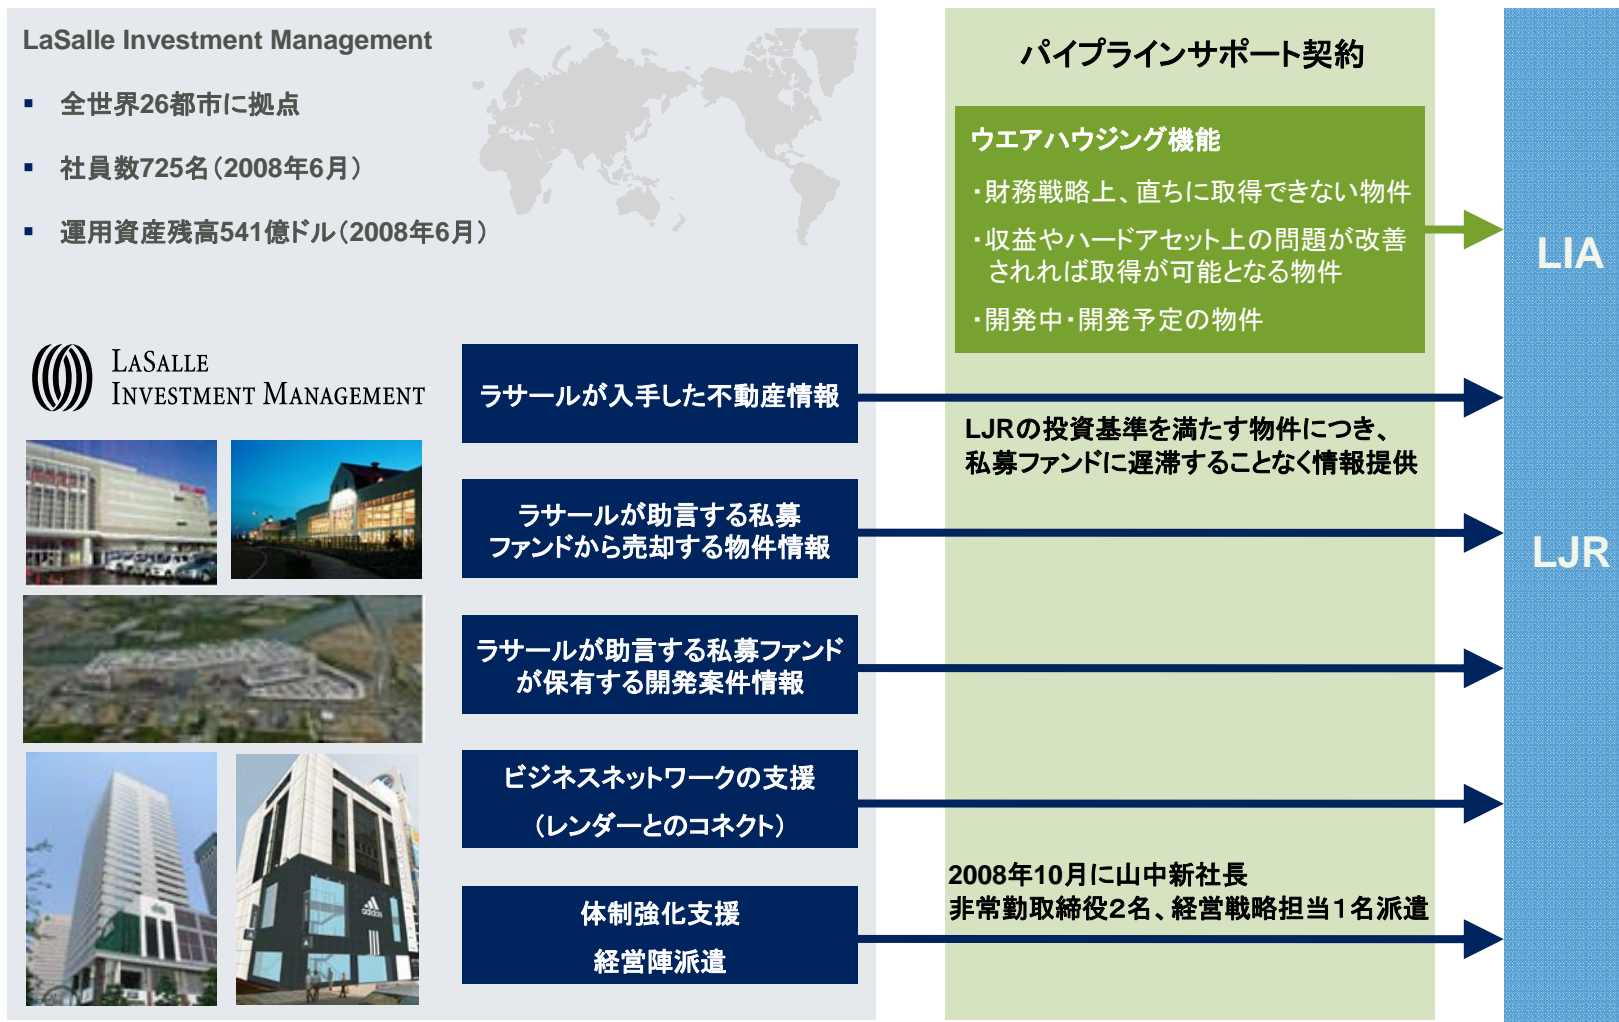 LaSalle Investment Management
▪ 全世界26都市に拠点
▪ 社員数725名（2008年6月）
▪ 運用資産残高541億ドル（2008年6月）
LASALLE
INVESTMENT MANAGEMENT
ラサールが入手した不動産情報
ラサールが助言する私募
ファンドから売却する物件情報
ラサールが助言する私募ファンド
が保有する開発案件情報
ビジネスネットワークの支援
（レンダーとのコネクト）
体制強化支援
経営陣派遣
adidas
パイプラインサポート契約
ウエアハウジング機能
・財務戦略上、直ちに取得できない物件
・収益やハードアセット上の問題が改善
されれば取得が可能となる物件
・開発中・開発予定の物件
LJRの投資基準を満たす物件につき、
私募ファンドに遅滞することなく情報提供
2008年10月に山中新社長
非常勤取締役２名、経営戦略担当１名派遣
LIA
LJR